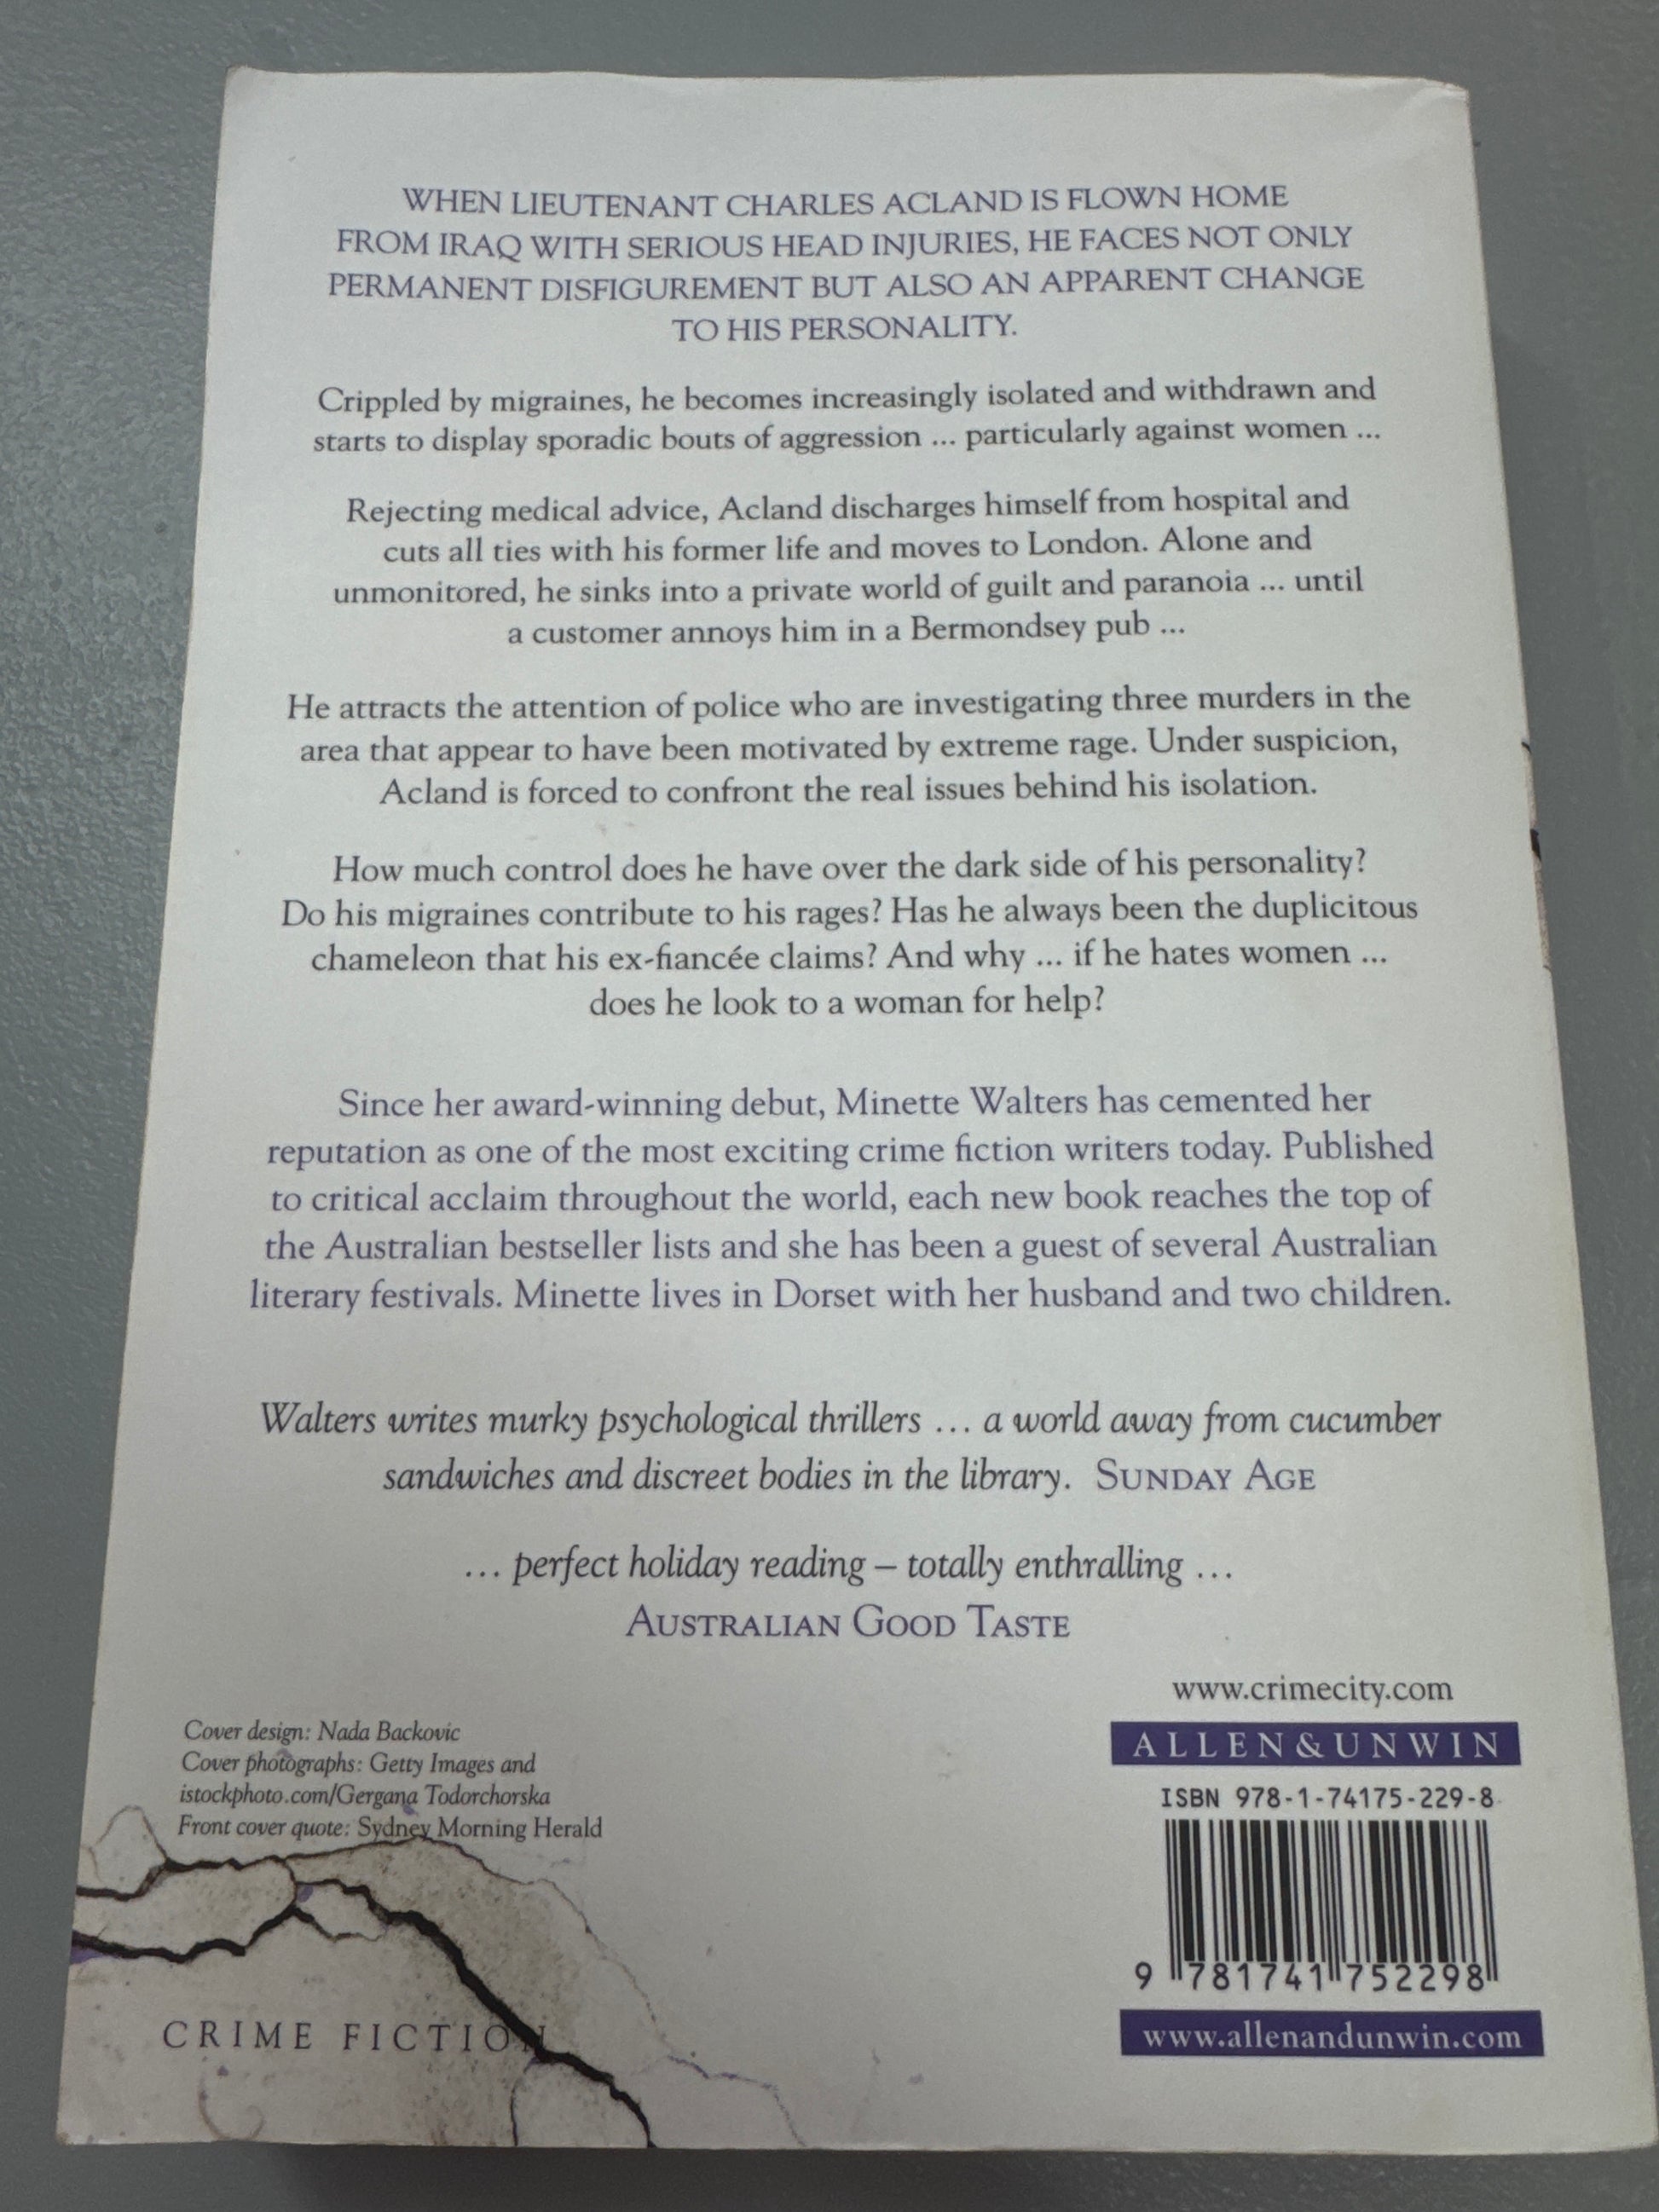 WHEN LIEUTENANT CHARLES ACLAND IS FLOWN HOME
FROM IRAQ WITH SERIOUS HEAD INJURIES, HE FACES NOT ONLY
PERMANENT DISFIGUREMENT BUT ALSO AN APPARENT CHANGE
TO HIS PERSONALITY.
Crippled by migraines, he becomes increasingly isolated and withdrawn and
starts to display sporadic bouts of aggression ... particularly against women ...
Rejecting medical advice, Acland discharges himself from hospital and
cuts all ties with his former life and moves to London. Alone and
unmonitored, he sinks into a private world of guilt and paranoia ... until
a customer annoys him in a Bermondsey pub ...
He attracts the attention of police who are investigating three murders in the
area that appear to have been motivated by extreme rage. Under suspicion,
Acland is forced to confront the real issues behind his isolation.
How much control does he have over the dark side of his personality?
Do his migraines contribute to his rages? Has he always been the duplicitous
chameleon that his ex-fiancée claims? And why ... if he hates women ...
does he look to a woman for help?
Since her award-winning debut, Minette Walters has cemented her
reputation as one of the most exciting crime fiction writers today. Published
to critical acclaim throughout the world, each new book reaches the top of
the Australian bestseller lists and she has been a guest of several Australian
literary festivals. Minette lives in Dorset with her husband and two children.
Walters writes murky psychological thrillers ... a world away from cucumber
sandwiches and discreet bodies in the library. SUNDAY AGE
... perfect holiday reading – totally enthralling ...
AUSTRALIAN GOOD TASTE
Cover design: Nada Backovic
Cover photographs: Getty Images and
istockphoto.com/Gergana Todorchorska
Front cover quote: Sydney Morning Herald
CRIME FICTION
www.crimecity.com
ALLEN&UNWIN
ISBN 978-1-74175-229-8
9 781741 752298
www.allenandunwin.com